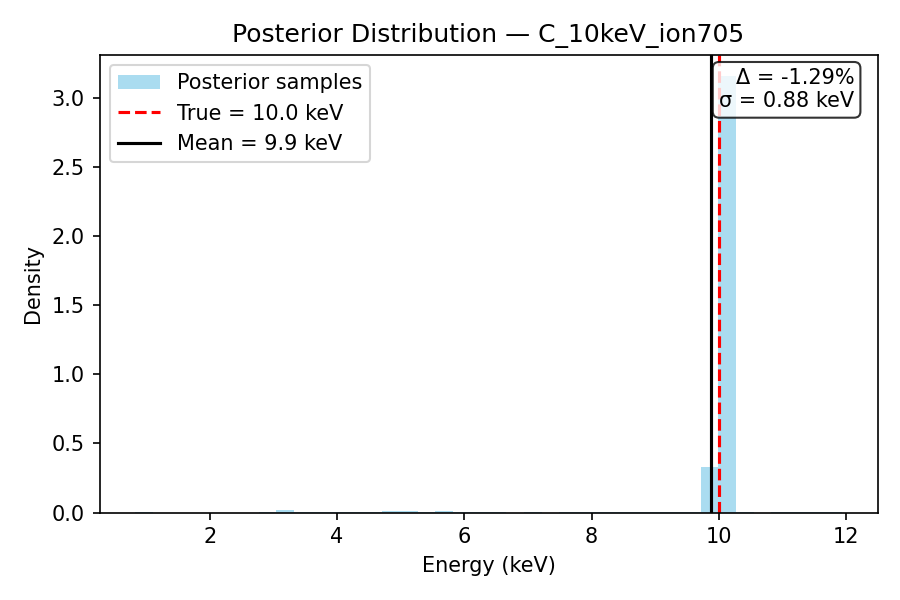 Posterior Distribution — C_10keV_ion705
Posterior samples
True = 10.0 keV
Mean = 9.9 keV
Δ = -1.29%
σ = 0.88 keV
Density
3.0
2.5
2.0
1.5
1.0
0.5
0.0
2 4 6 8 10 12
Energy (keV)